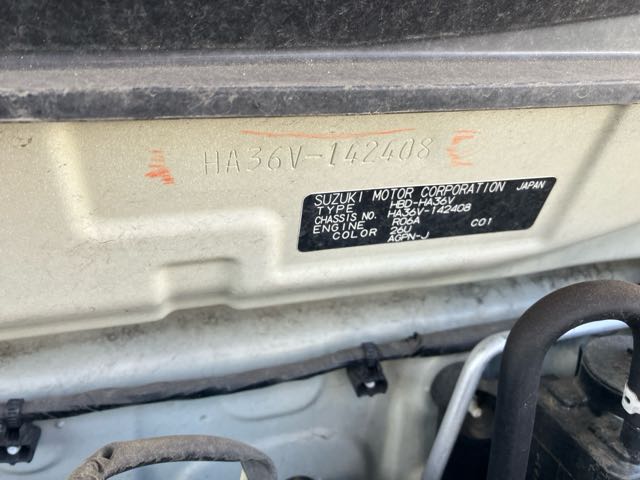 HA36V-142408
SUZUKI MOTOR CORPORATION JAPAN
TYPE HBD-HA36V
CHASSIS NO. HA36V-142408
ENGINE R06A C01
COLOR 26U
AGPN-J